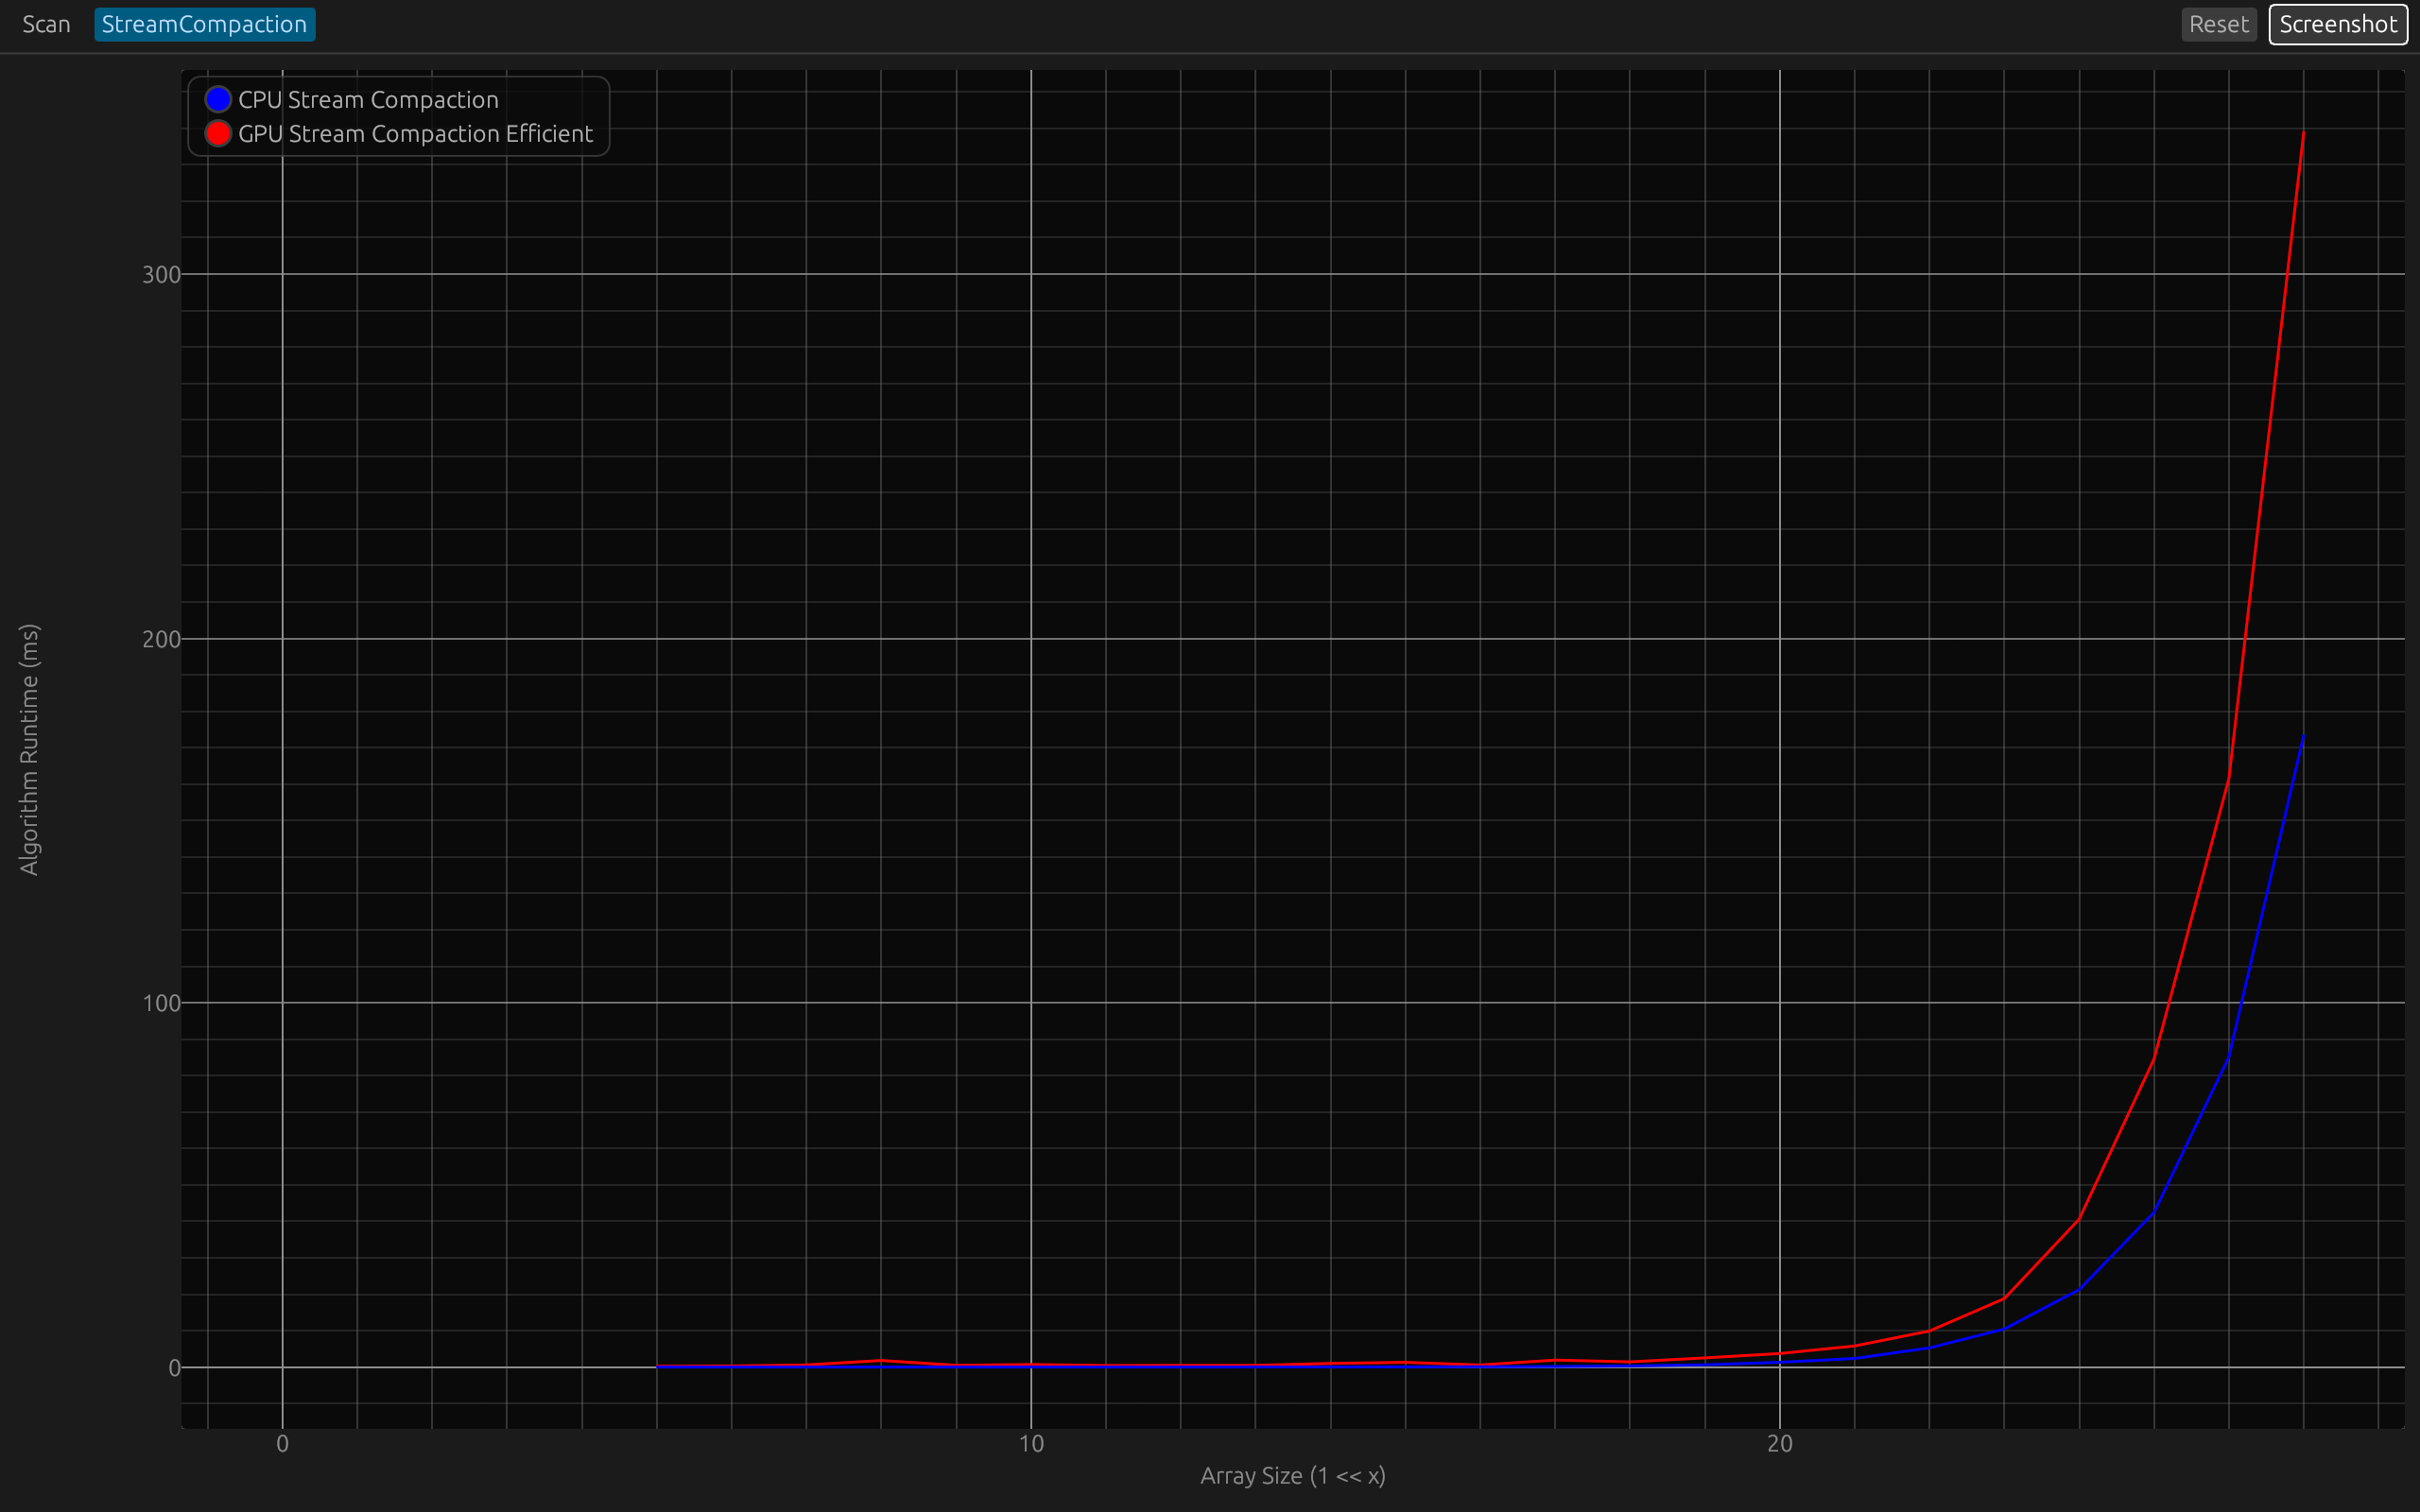 Scan StreamCompaction Reset Screenshot
CPU Stream Compaction
GPU Stream Compaction Efficient
300
200
100
0
Algorithm Runtime (ms)
0 10 20
Array Size (1 << x)